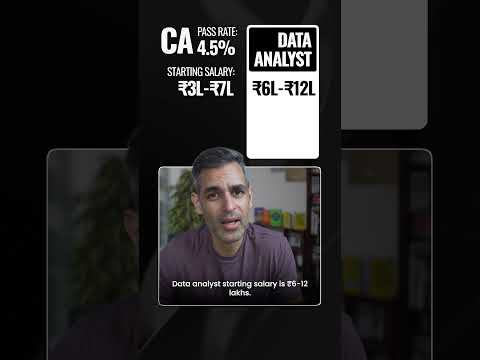 CA PASS RATE:
4.5%
STARTING SALARY:
₹3L-₹7L
DATA
ANALYST
₹6L-₹12L
Data analyst starting salary is ₹6-12
lakhs.